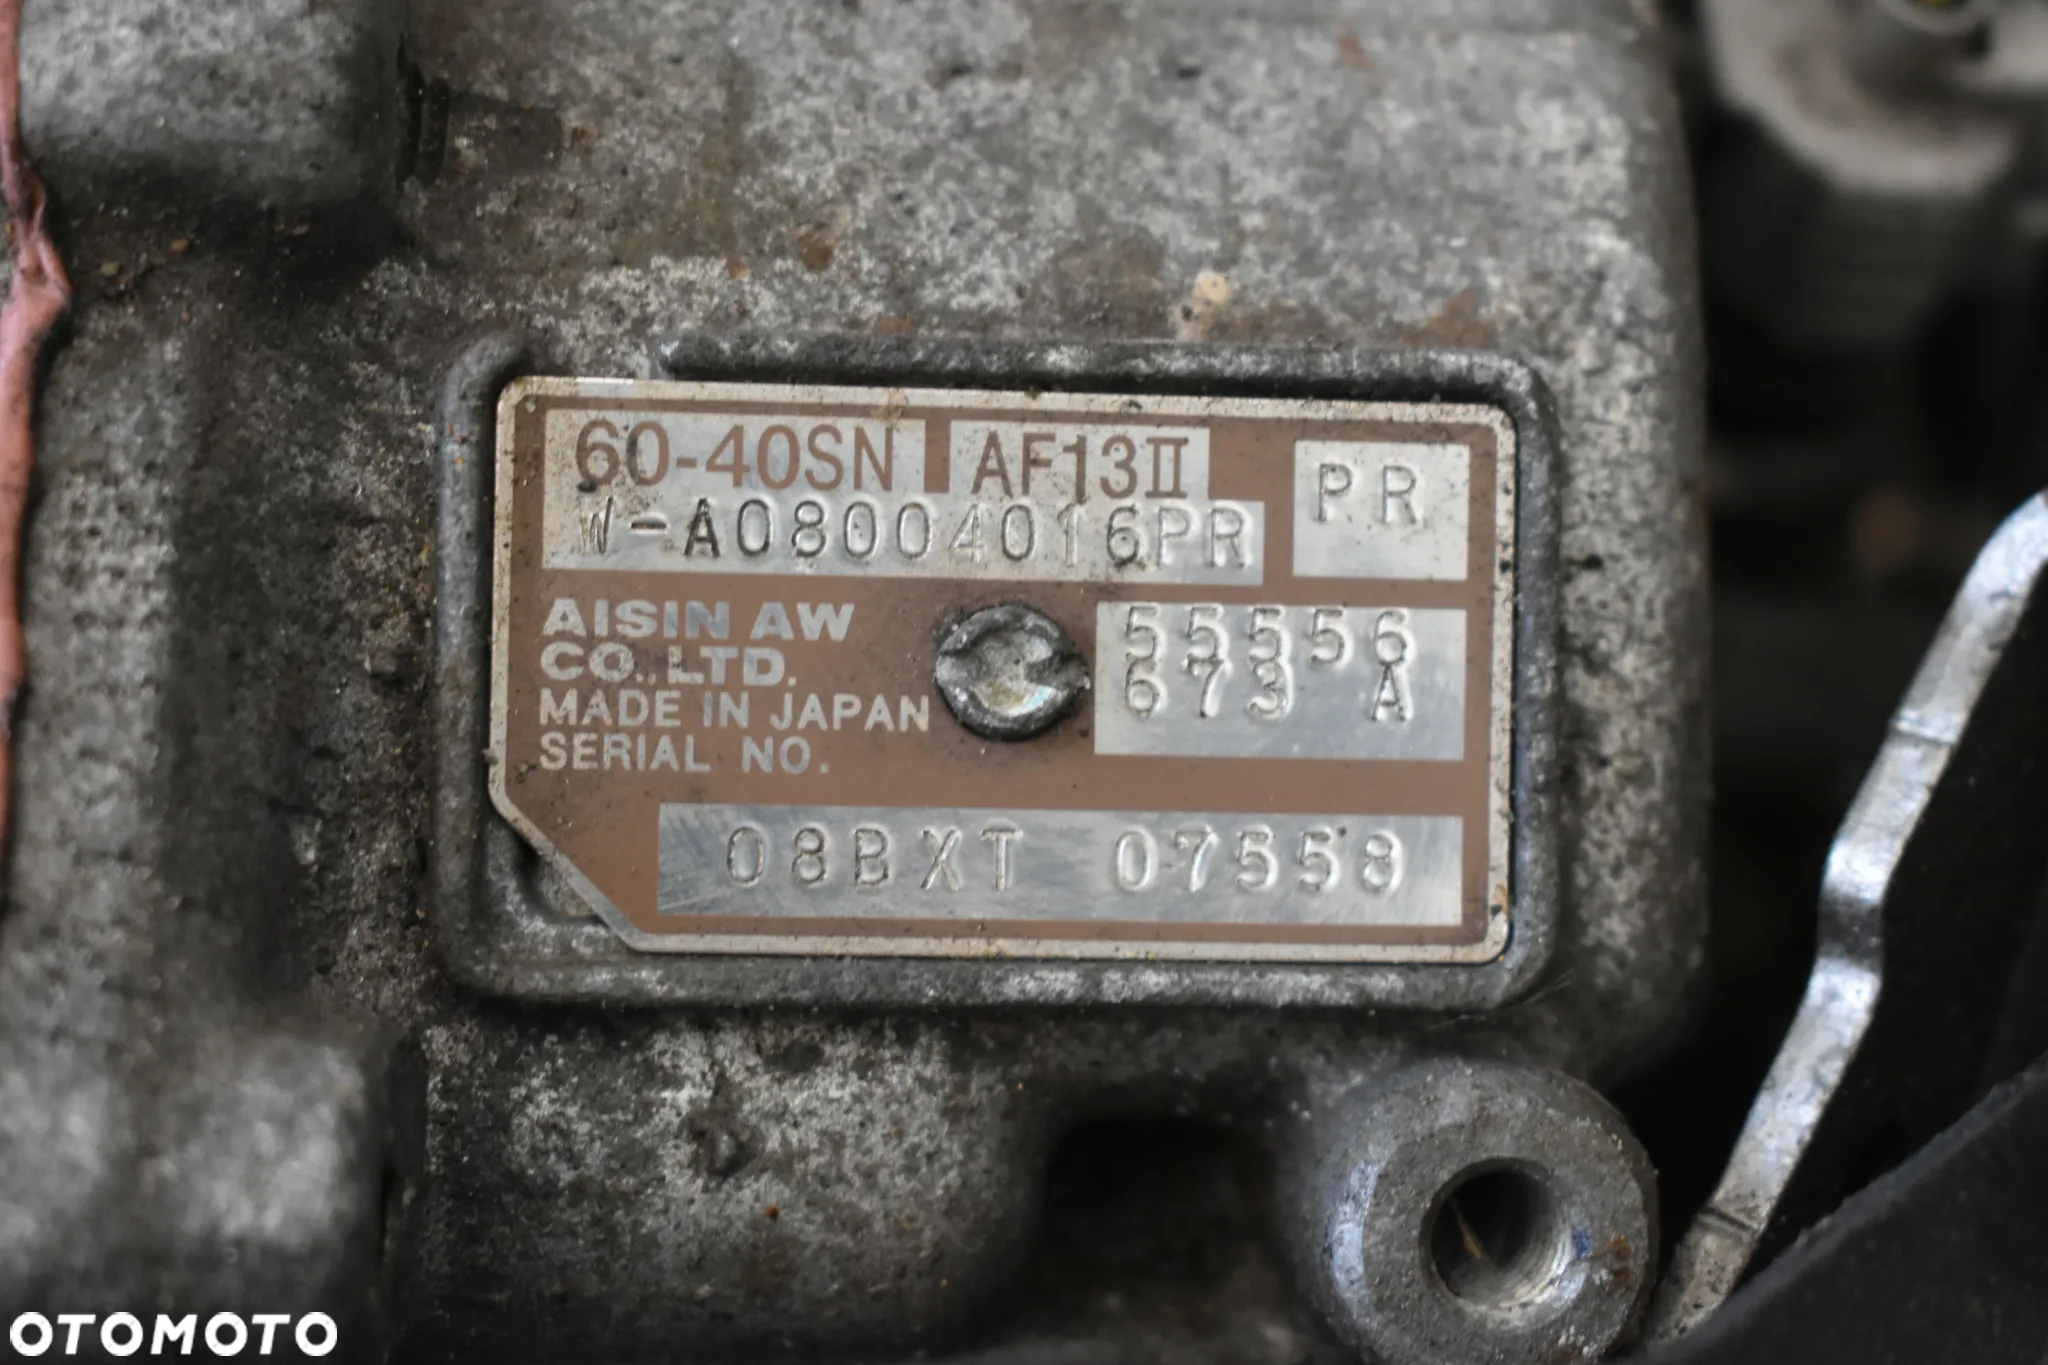 60-40SN AF13II PR
W-A08004016PR
AISIN AW
CO.,LTD.
MADE IN JAPAN
SERIAL NO.
55556
673 A
08BXT 07558
OTOMOTO